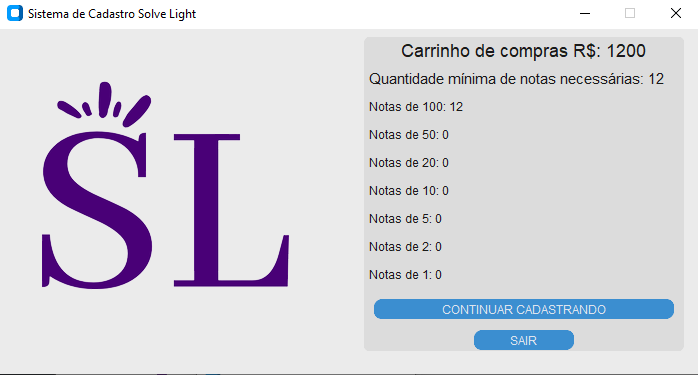 Sistema de Cadastro Solve Light
SL
Carrinho de compras R$: 1200
Quantidade mínima de notas necessárias: 12
Notas de 100: 12
Notas de 50: 0
Notas de 20: 0
Notas de 10: 0
Notas de 5: 0
Notas de 2: 0
Notas de 1: 0
CONTINUAR CADASTRANDO
SAIR